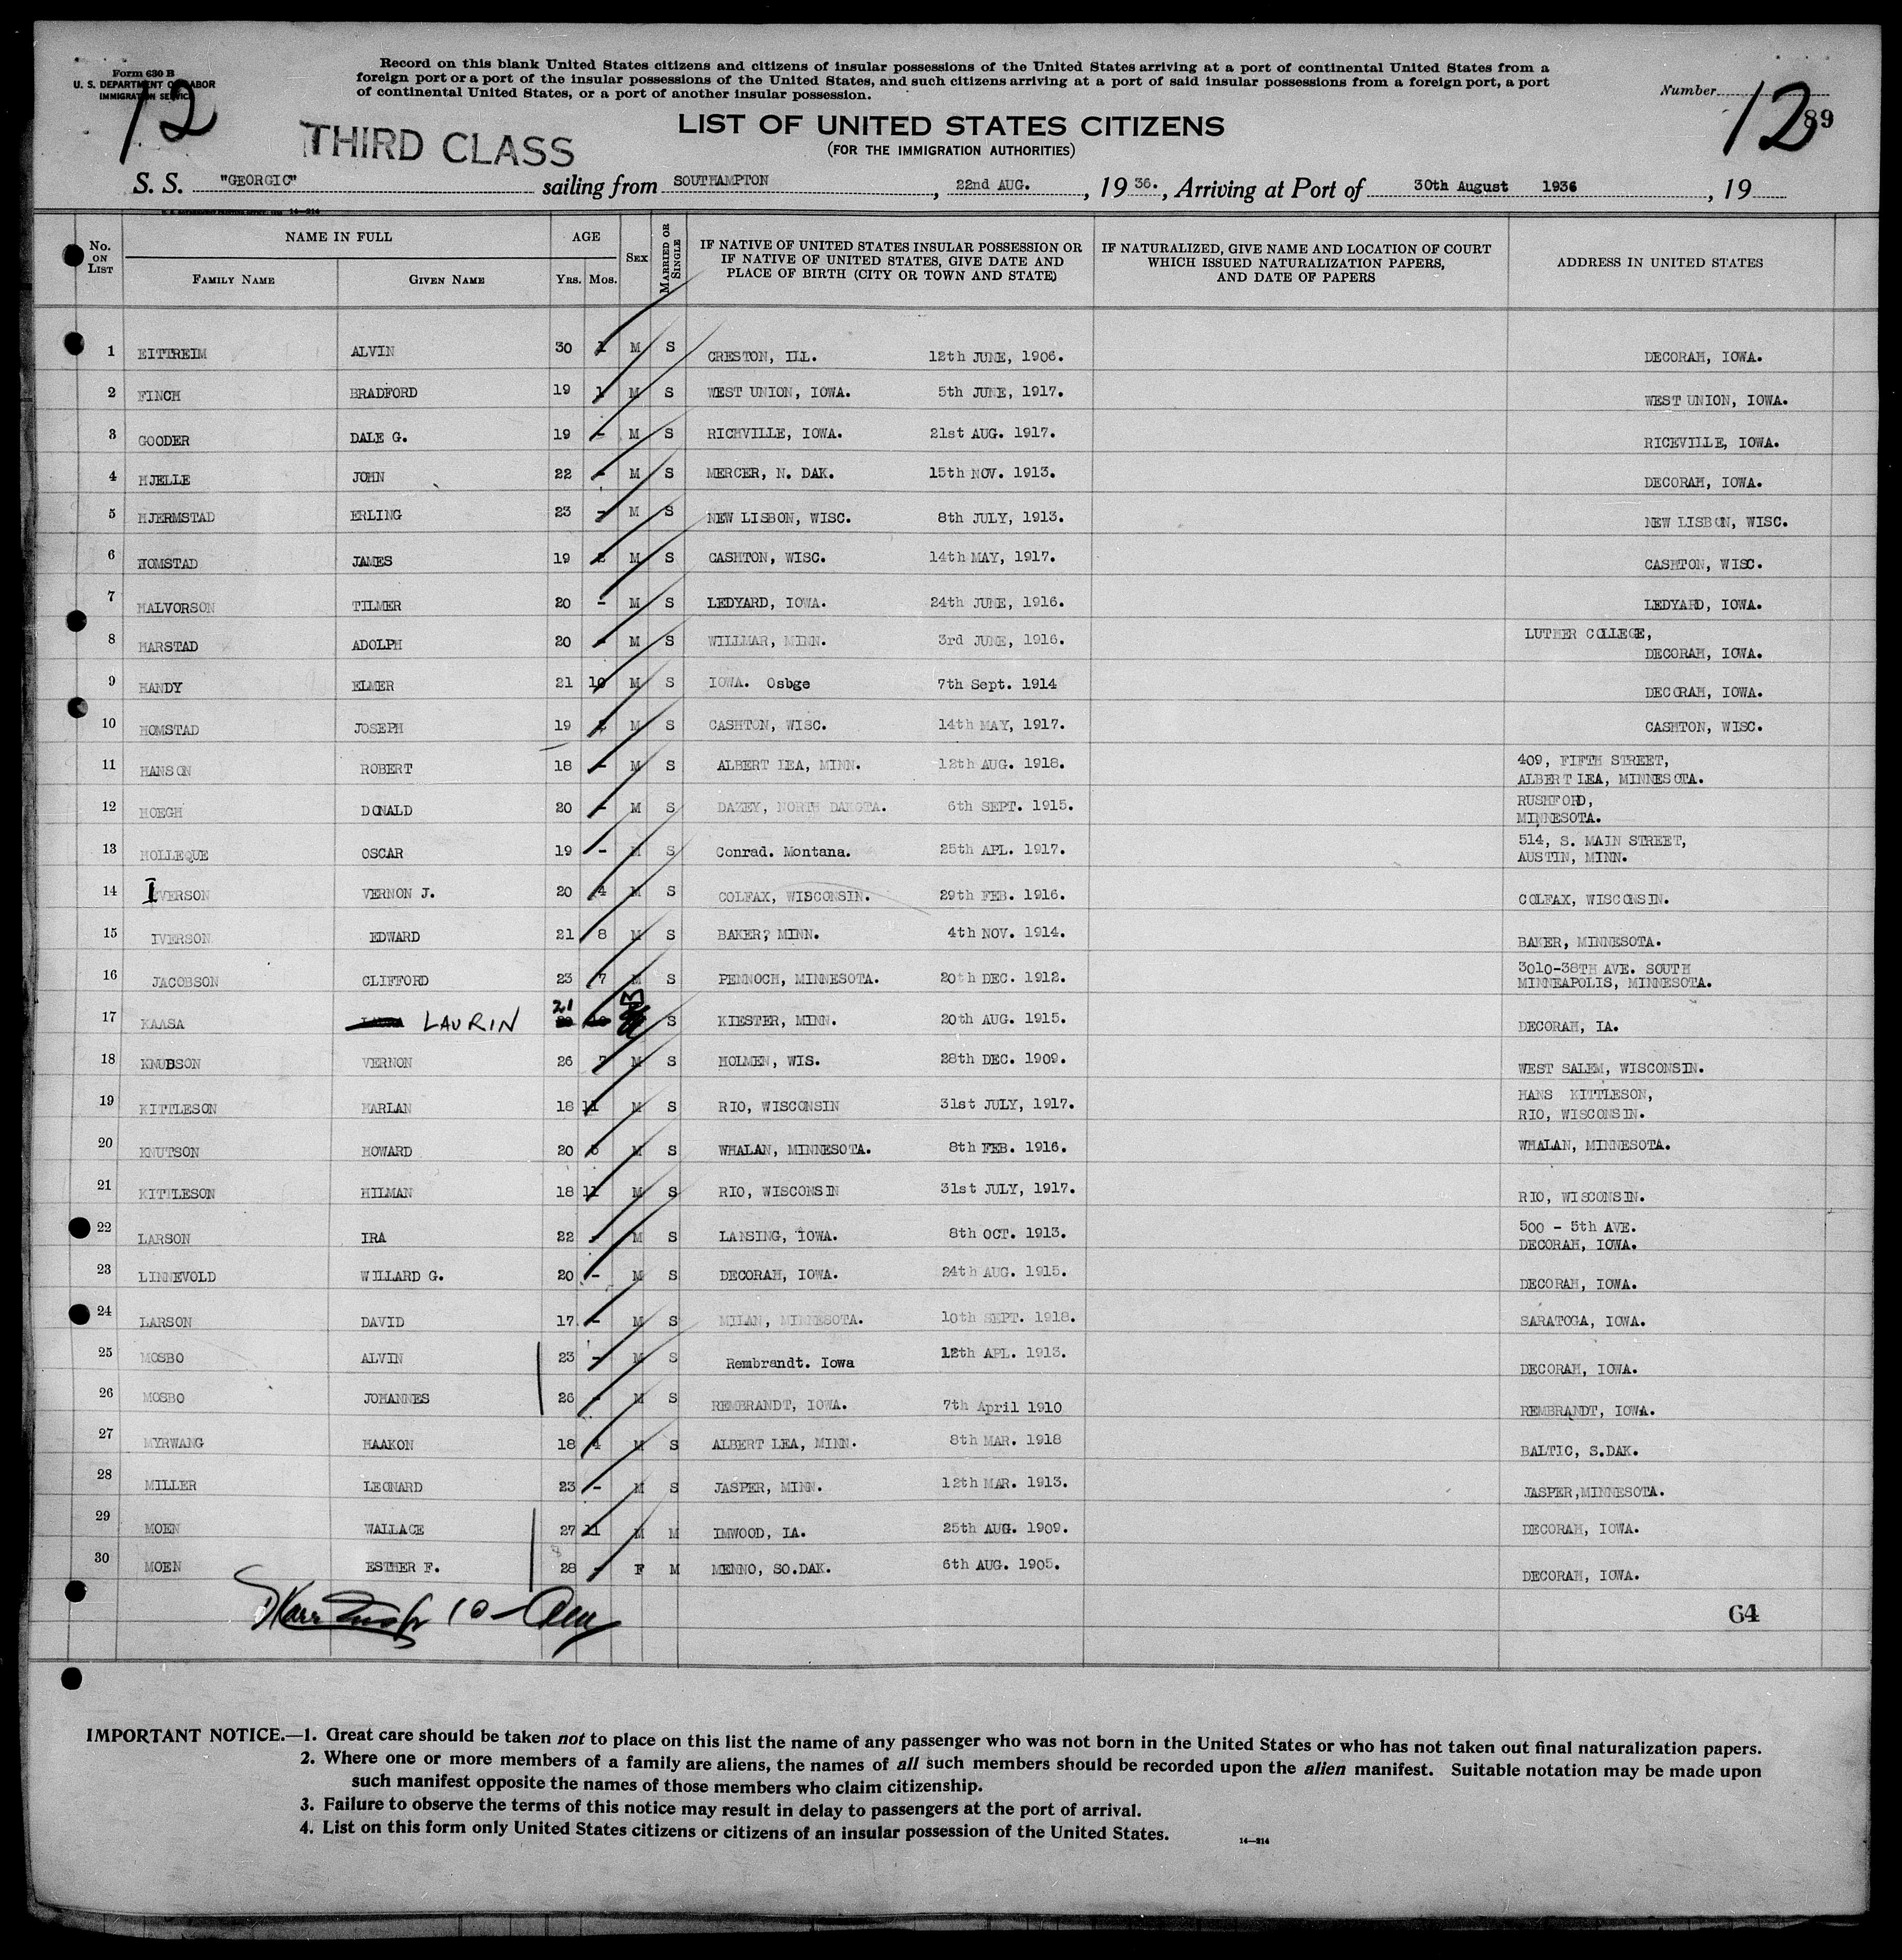 Form 630 B
U. S. DEPARTMENT OF LABOR
IMMIGRATION SERVICE
12
Record on this blank United States citizens and citizens of insular possessions of the United States arriving at a port of continental United States from a
foreign port or a port of the insular possessions of the United States, and such citizens arriving at a port of said insular possessions from a foreign port, a port
of continental United States, or a port of another insular possession.
Number
12
89
THIRD CLASS
LIST OF UNITED STATES CITIZENS
(FOR THE IMMIGRATION AUTHORITIES)
S. S. "GEORGIC" sailing from SOUTHAMPTON, 22nd AUG., 19 36., Arriving at Port of 30th August 1936, 19
14—214
No. ON LIST
NAME IN FULL
FAMILY NAME GIVEN NAME
AGE
YRS. MOS.
SEX
MARRIED OR SINGLE
IF NATIVE OF UNITED STATES INSULAR POSSESSION OR
IF NATIVE OF UNITED STATES, GIVE DATE AND
PLACE OF BIRTH (CITY OR TOWN AND STATE)
IF NATURALIZED, GIVE NAME AND LOCATION OF COURT
WHICH ISSUED NATURALIZATION PAPERS,
AND DATE OF PAPERS
ADDRESS IN UNITED STATES
1 EITTREIM ALVIN 30 1 M S CRESTON, ILL. 12th JUNE, 1906. DECORAH, IOWA.
2 FINCH BRADFORD 19 1 M S WEST UNION, IOWA. 5th JUNE, 1917. WEST UNION, IOWA.
3 GOODER DALE G. 19 - M S RICHVILLE, IOWA. 21st AUG. 1917. RICEVILLE, IOWA.
4 HJELLE JOHN 22 - M S MERCER, N. DAK. 15th NOV. 1913. DECORAH, IOWA.
5 HJERMSTAD ERLING 23 - M S NEW LISBON, WISC. 8th JULY, 1913. NEW LISBON, WISC.
6 HOMSTAD JAMES 19 2 M S CASHTON, WISC. 14th MAY, 1917. CASHTON, WISC.
7 HALVORSON TILMER 20 - M S LEDYARD, IOWA. 24th JUNE, 1916. LEDYARD, IOWA.
8 HARSTAD ADOLPH 20 - M S WILLMAR, MINN. 3rd JUNE, 1916. LUTHER COLLEGE,
DECORAH, IOWA.
9 HANDY ELMER 21 10 M S IOWA. Osbge 7th Sept. 1914 DECORAH, IOWA.
10 HOMSTAD JOSEPH 19 2 M S CASHTON, WISC. 14th MAY, 1917. CASHTON, WISC.
11 HANSON ROBERT 18 - M S ALBERT LEA, MINN. 12th AUG. 1918. 409, FIFTH STREET,
ALBERT LEA, MINNESOTA.
12 HOEGH DONALD 20 - M S DAZEY, NORTH DAKOTA. 6th SEPT. 1915. RUSHFORD,
MINNESOTA.
13 HOLLEQUE OSCAR 19 - M S Conrad. Montana. 25th APL. 1917. 514, S. MAIN STREET,
AUSTIN, MINN.
14 IVERSON VERNON J. 20 4 M S COLFAX, WISCONSIN. 29th FEB. 1916. COLFAX, WISCONSIN.
15 IVERSON EDWARD 21 8 M S BAKER? MINN. 4th NOV. 1914. BAKER, MINNESOTA.
16 JACOBSON CLIFFORD 23 7 M S PENNOCH, MINNESOTA. 20th DEC. 1912. 3010-38TH AVE. SOUTH
MINNEAPOLIS, MINNESOTA.
17 KAASA LAURIN 21 S KIESTER, MINN. 20th AUG. 1915. DECORAH, IA.
18 KNUDSON VERNON 26 7 M S HOLMEN, WIS. 28th DEC. 1909. WEST SALEM, WISCONSIN.
19 KITTLESON HARLAN 18 11 M S RIO, WISCONSIN 31st JULY, 1917. HANS KITTLESON,
RIO, WISCONSIN.
20 KNUTSON HOWARD 20 5 M S WHALAN, MINNESOTA. 8th FEB. 1916. WHALAN, MINNESOTA.
21 KITTLESON HILMAN 18 11 M S RIO, WISCONSIN 31st JULY, 1917. RIO, WISCONSIN.
22 LARSON IRA 22 - M S LANSING, IOWA. 8th OCT. 1913. 500 - 5th AVE.
DECORAH, IOWA.
23 LINNEVOLD WILLARD G. 20 - M S DECORAH, IOWA. 24th AUG. 1915. DECORAH, IOWA.
24 LARSON DAVID 17. - M S MILAN, MINNESOTA. 10th SEPT. 1918. SARATOGA, IOWA.
25 MOSBO ALVIN 23 - M S Rembrandt. Iowa 12th APL. 1913. DECORAH, IOWA.
26 MOSBO JOHANNES 26 - M S REMBRANDT, IOWA. 7th April 1910 REMBRANDT, IOWA.
27 MYRWANG HAAKON 18 4 M S ALBERT LEA, MINN. 8th MAR. 1918 BALTIC, S.DAK.
28 MILLER LEONARD 23 - M S JASPER, MINN. 12th MAR. 1913. JASPER,MINNESOTA.
29 MOEN WALLACE 27 11 M M IMWOOD, IA. 25th AUG. 1909. DECORAH, IOWA.
30 MOEN ESTHER F. 28 - F M MENNO, SO.DAK. 6th AUG. 1905. DECORAH, IOWA.
10
64
IMPORTANT NOTICE.—1. Great care should be taken not to place on this list the name of any passenger who was not born in the United States or who has not taken out final naturalization papers.
2. Where one or more members of a family are aliens, the names of all such members should be recorded upon the alien manifest. Suitable notation may be made upon
such manifest opposite the names of those members who claim citizenship.
3. Failure to observe the terms of this notice may result in delay to passengers at the port of arrival.
4. List on this form only United States citizens or citizens of an insular possession of the United States.
14—214